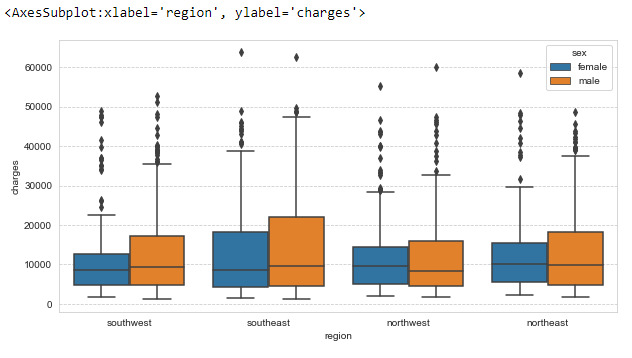 <AxesSubplot:xlabel='region', ylabel='charges'>
sex
female
male
60000
50000
40000
30000
20000
10000
0
charges
southwest southeast northwest northeast
region